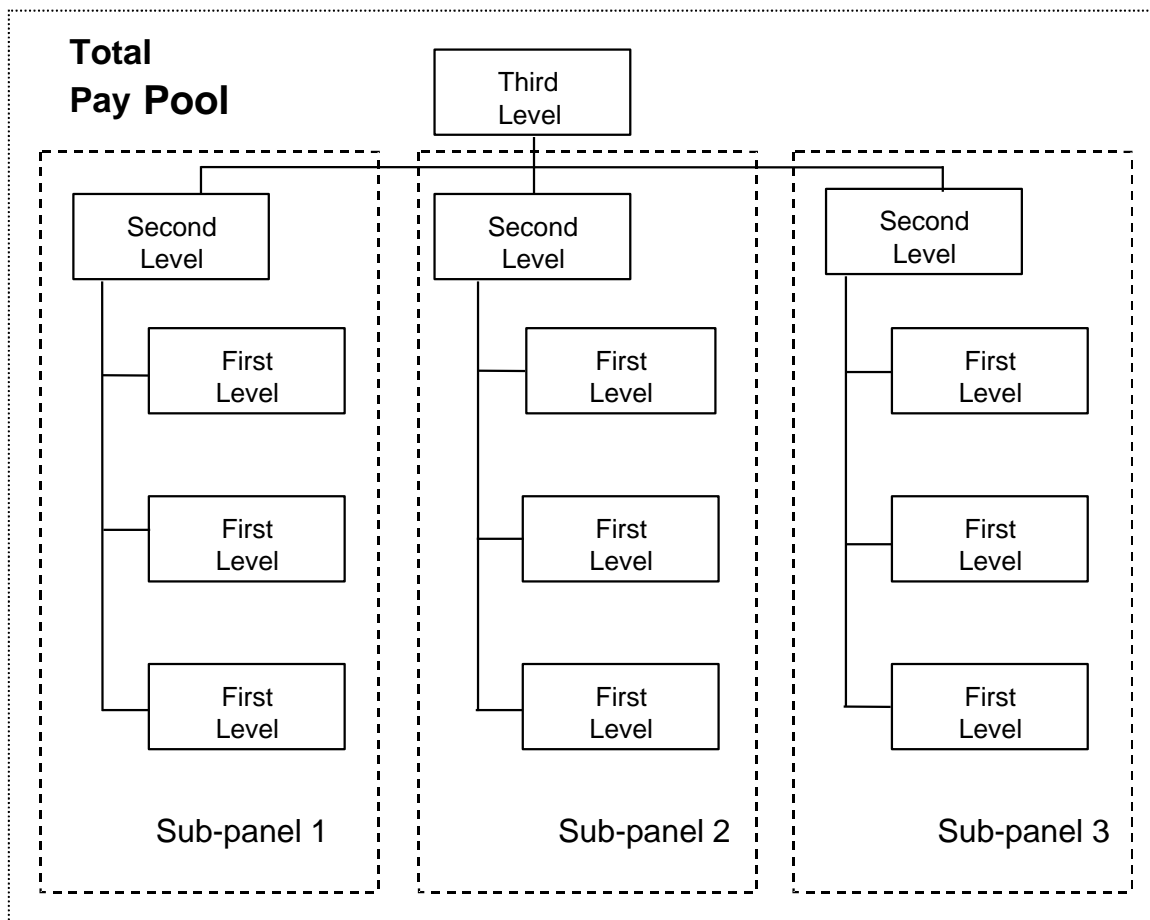 Total
Pay Pool
Third
Level
Second
Level
First
Level
First
Level
First
Level
Sub-panel 1
Second
Level
First
Level
First
Level
First
Level
Sub-panel 2
Second
Level
First
Level
First
Level
First
Level
Sub-panel 3